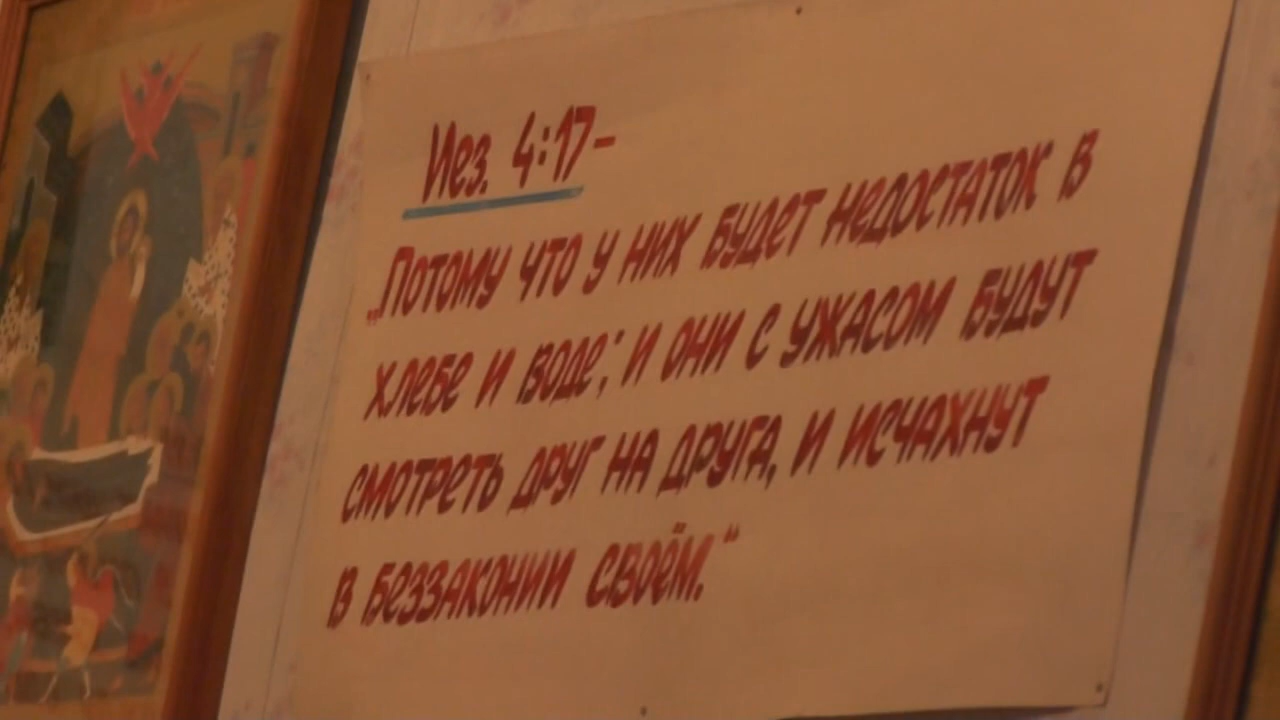 Иез. 4:17-
„Потому что у них будет недостаток в
хлебе и воде; и они с ужасом будут
смотреть друг на друга, и исчахнут
в беззаконии своём.“